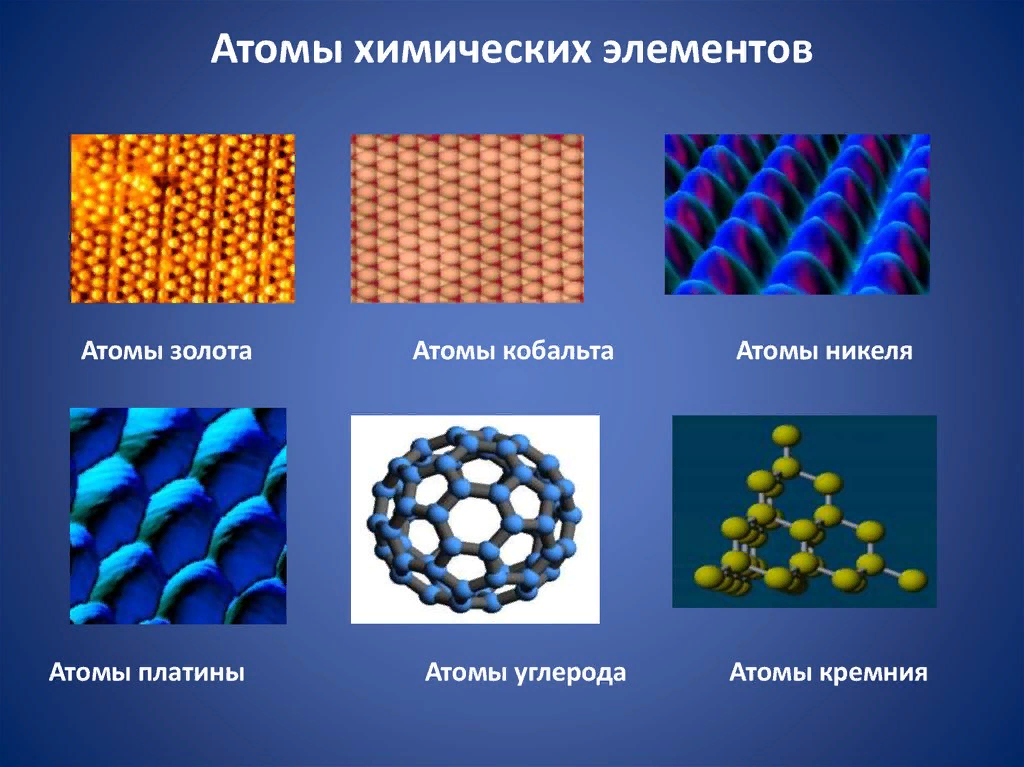 Атомы химических элементов
Атомы золота
Атомы кобальта
Атомы никеля
Атомы платины
Атомы углерода
Атомы кремния